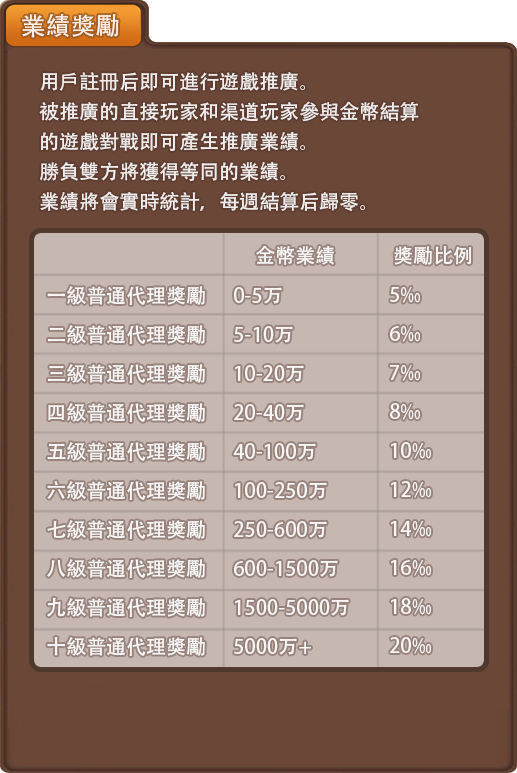 業績獎勵
用戶註冊后即可進行遊戲推廣。
被推廣的直接玩家和渠道玩家參與金幣結算
的遊戲對戰即可產生推廣業績。
勝負雙方將獲得等同的業績。
業績將會實時統計,每週結算后歸零。
金幣業績 獎勵比例
一級普通代理獎勵 0-5万 5‰
二級普通代理獎勵 5-10万 6‰
三級普通代理獎勵 10-20万 7‰
四級普通代理獎勵 20-40万 8‰
五級普通代理獎勵 40-100万 10‰
六級普通代理獎勵 100-250万 12‰
七級普通代理獎勵 250-600万 14‰
八級普通代理獎勵 600-1500万 16‰
九級普通代理獎勵 1500-5000万 18‰
十級普通代理獎勵 5000万+ 20‰